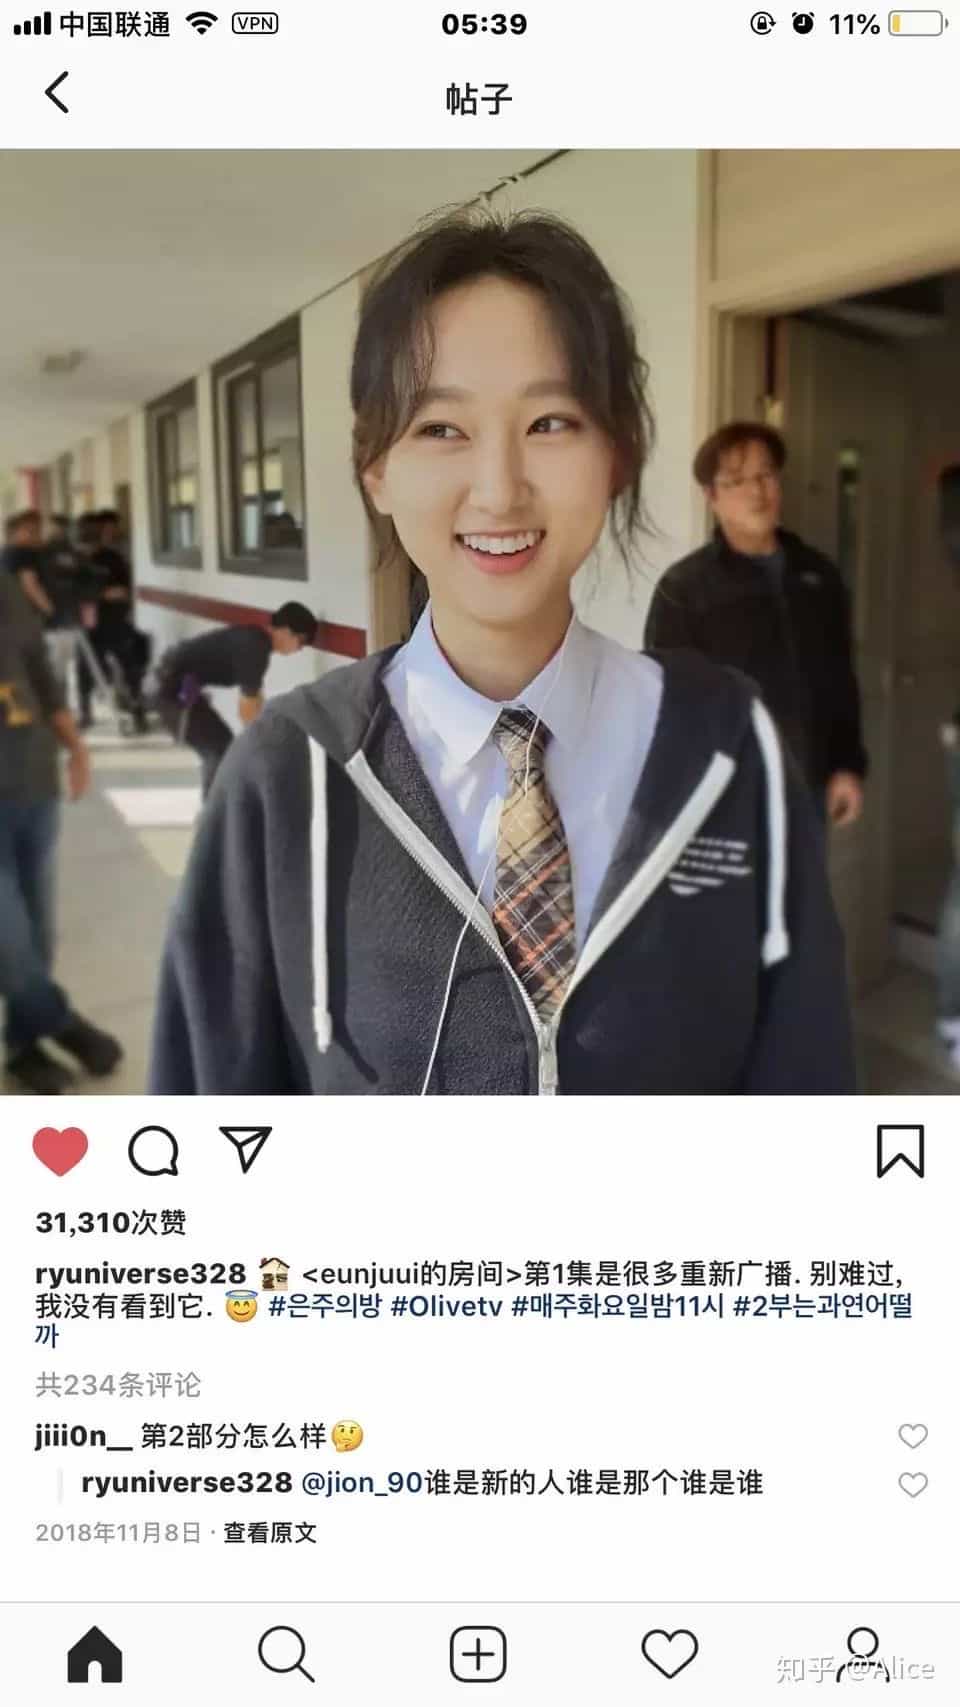 中国联通 VPN 05:39 11%
帖子
31,310次赞
ryuniverse328 🏚 <eunjuui的房间>第1集是很多重新广播. 别难过,
我没有看到它. 😇 #은주의방 #Olivetv #매주화요일밤11시 #2부는과연어떨
까
共234条评论
jiii0n__ 第2部分怎么样🤔
ryuniverse328 @jion_90谁是新的人谁是那个谁是谁
2018年11月8日 · 查看原文
知乎 @Alice